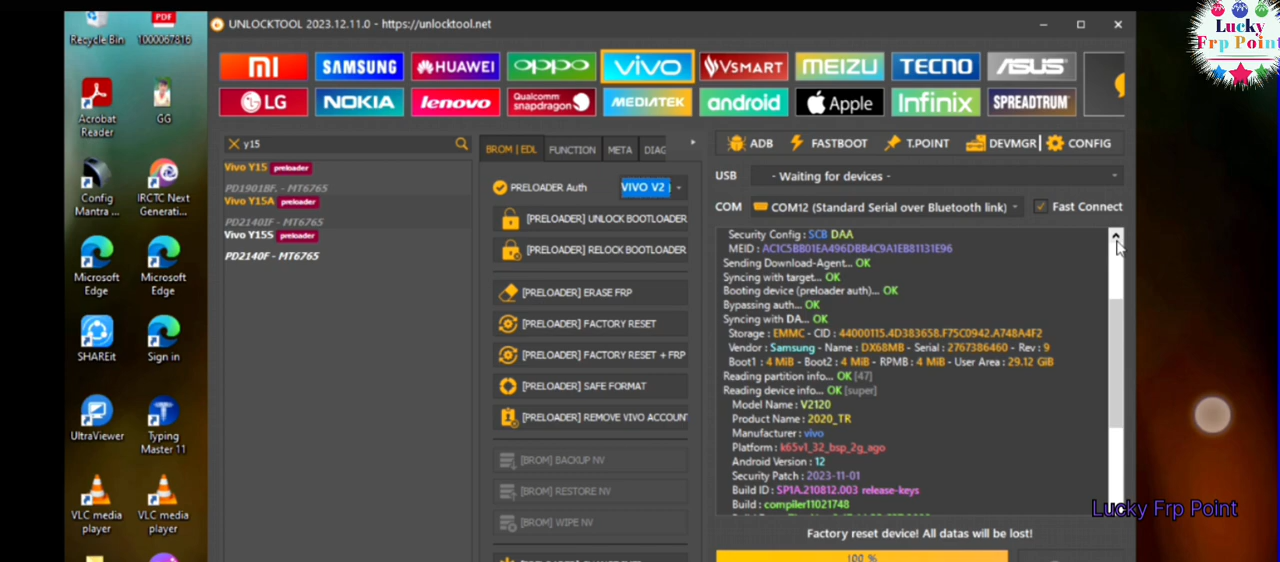 Recycle Bin
1000067816
PDF
Acrobat Reader
GG
Config Mantra ...
IRCTC Next Generati...
Microsoft Edge
Microsoft Edge
SHAREit
Sign in
UltraViewer
Typing Master 11
VLC media player
VLC media player
UNLOCKTOOL 2023.12.11.0 - https://unlocktool.net
mi SAMSUNG HUAWEI oppo vivo VSMART MEIZU TECNO ASUS
LG NOKIA lenovo Qualcomm snapdragon MEDIATEK android Apple Infinix SPREADTRUM
y15
Vivo Y15 preloader
PD1901BF. - MT6765
Vivo Y15A preloader
PD2140IF - MT6765
Vivo Y15S preloader
PD2140F - MT6765
BROM | EDL FUNCTION META DIAG
PRELOADER Auth VIVO V2
[PRELOADER] UNLOCK BOOTLOADER
[PRELOADER] RELOCK BOOTLOADER
[PRELOADER] ERASE FRP
[PRELOADER] FACTORY RESET
[PRELOADER] FACTORY RESET + FRP
[PRELOADER] SAFE FORMAT
[PRELOADER] REMOVE VIVO ACCOUNT
[BROM] BACKUP NV
[BROM] RESTORE NV
[BROM] WIPE NV
ADB FASTBOOT T.POINT DEVMGR CONFIG
USB - Waiting for devices -
COM COM12 (Standard Serial over Bluetooth link) Fast Connect
Security Config : SCB DAA
MEID : AC1C5BB01EA496DBB4C9A1EB81131E96
Sending Download-Agent... OK
Syncing with target... OK
Booting device (preloader auth)... OK
Bypassing auth... OK
Syncing with DA... OK
Storage : EMMC - CID : 44000115.4D383658.F75C0942.A748A4F2
Vendor : Samsung - Name : DX68MB - Serial : 2767386460 - Rev : 9
Boot1 : 4 MiB - Boot2 : 4 MiB - RPMB : 4 MiB - User Area : 29.12 GiB
Reading partition info... OK [47]
Reading device info... OK [super]
Model Name : V2120
Product Name : 2020_TR
Manufacturer : vivo
Platform : k65v1_32_bsp_2g_ago
Android Version : 12
Security Patch : 2023-11-01
Build ID : SP1A.210812.003 release-keys
Build : compiler11021748
Factory reset device! All datas will be lost!
100 %
Lucky
Frp Point
Lucky Frp Point